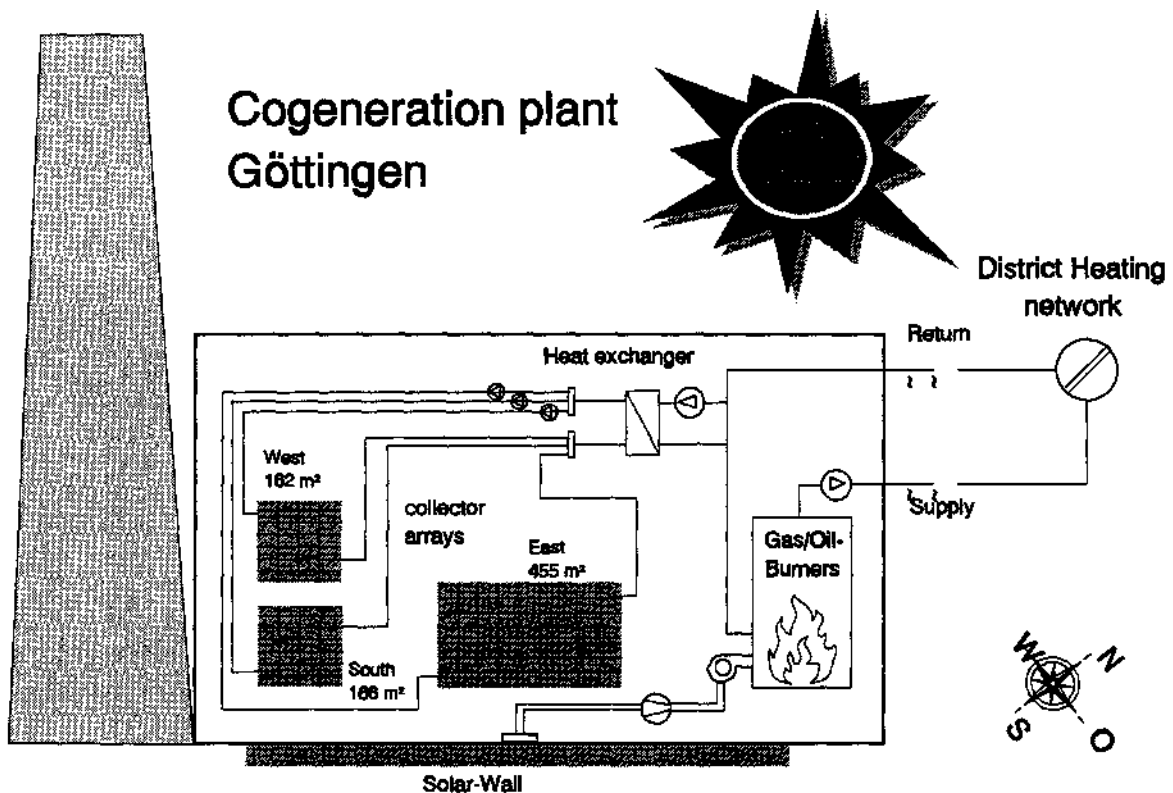 Cogeneration plant
Göttingen
District Heating
network
Return
Heat exchanger
West
162 m²
collector
arrays
East
455 m²
Supply
Gas/Oil-
Burners
South
166 m²
W
N
S
O
Solar-Wall